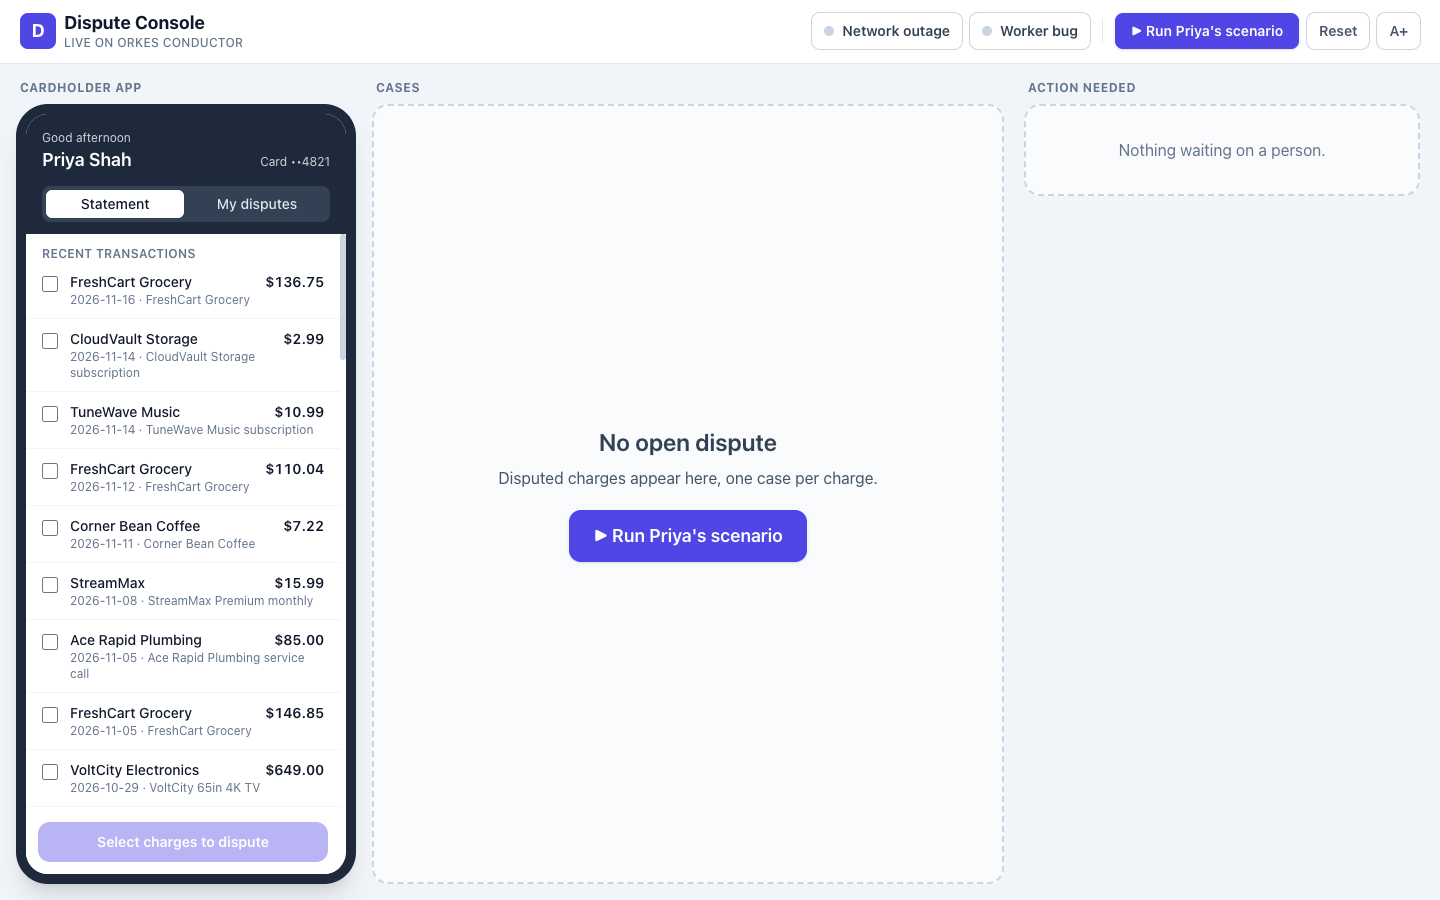 D
Dispute Console
LIVE ON ORKES CONDUCTOR
Network outage
Worker bug
Run Priya's scenario
Reset
A+
CARDHOLDER APP
Good afternoon
Priya Shah
Card ••4821
Statement
My disputes
RECENT TRANSACTIONS
FreshCart Grocery $136.75
2026-11-16 · FreshCart Grocery
CloudVault Storage $2.99
2026-11-14 · CloudVault Storage
subscription
TuneWave Music $10.99
2026-11-14 · TuneWave Music subscription
FreshCart Grocery $110.04
2026-11-12 · FreshCart Grocery
Corner Bean Coffee $7.22
2026-11-11 · Corner Bean Coffee
StreamMax $15.99
2026-11-08 · StreamMax Premium monthly
Ace Rapid Plumbing $85.00
2026-11-05 · Ace Rapid Plumbing service
call
FreshCart Grocery $146.85
2026-11-05 · FreshCart Grocery
VoltCity Electronics $649.00
2026-10-29 · VoltCity 65in 4K TV
Select charges to dispute
CASES
No open dispute
Disputed charges appear here, one case per charge.
Run Priya's scenario
ACTION NEEDED
Nothing waiting on a person.